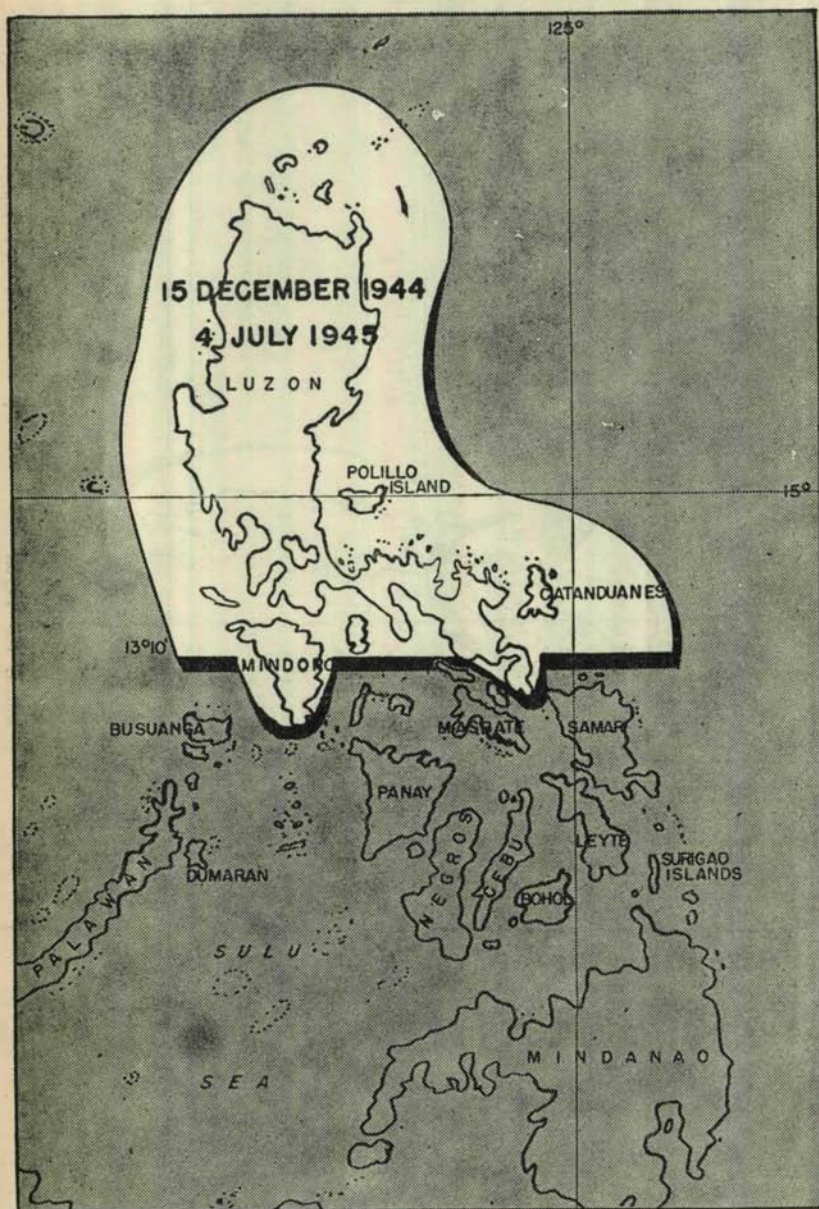 125°
15 DECEMBER 1944
4 JULY 1945
LUZON
POLILLO
ISLAND
15°
CATANDUANES
13°10'
MINDORO
BUSUANGA
MASBATE
SAMAR
PANAY
NEGROS
CEBU
LEYTE
SURIGAO
ISLANDS
DUMARAN
BOHOL
PALAWAN
SULU
SEA
MINDANAO